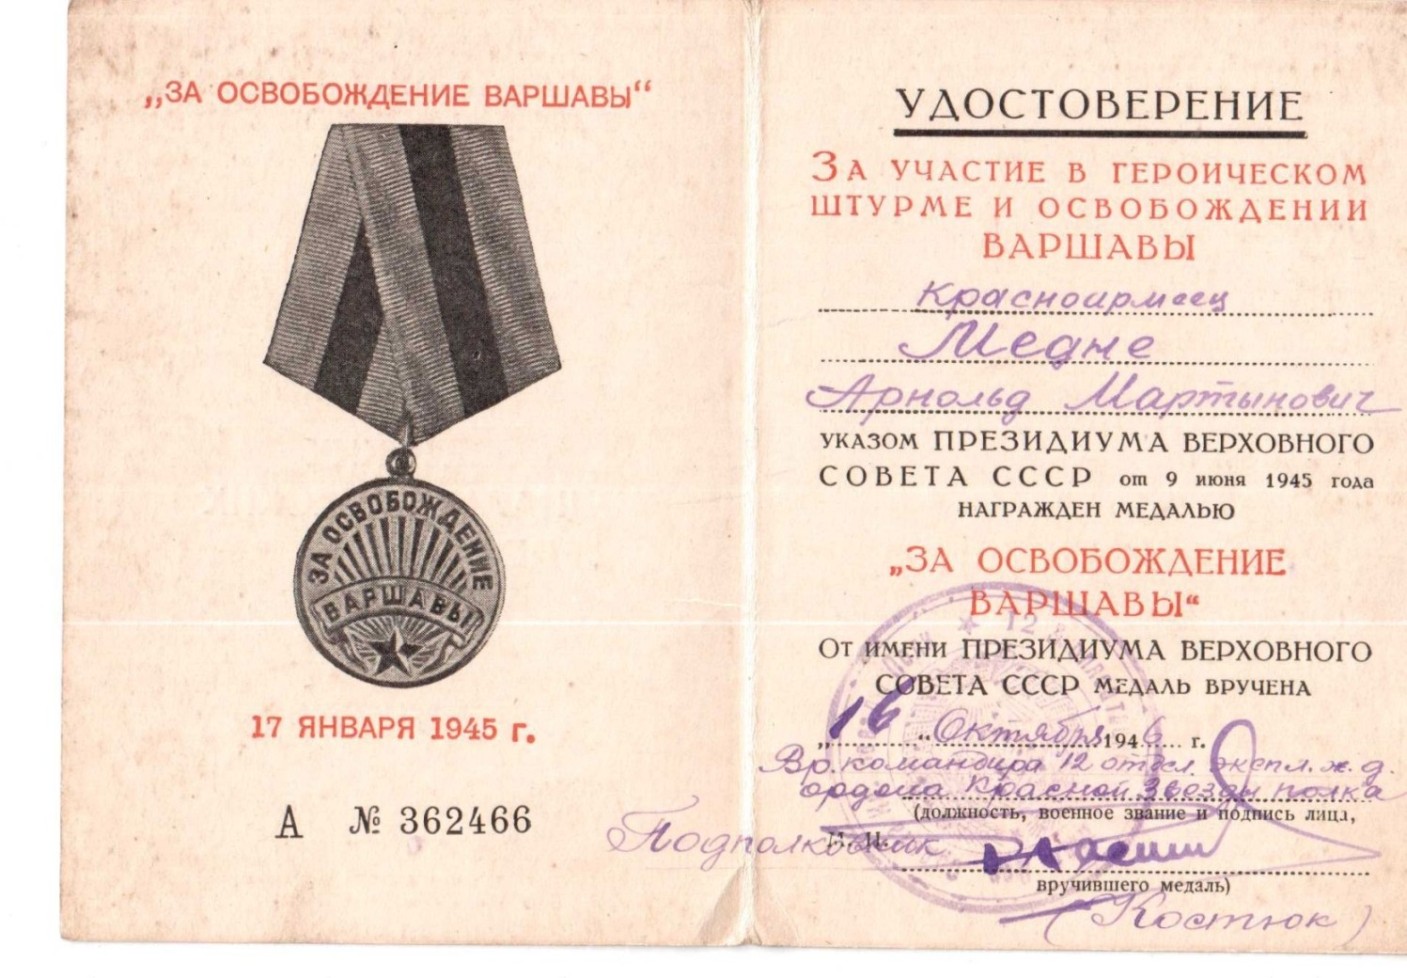 „ЗА ОСВОБОЖДЕНИЕ ВАРШАВЫ“
ЗА ОСВОБОЖДЕНИЕ
ВАРШАВЫ
17 ЯНВАРЯ 1945 г.
А № 362466
УДОСТОВЕРЕНИЕ
ЗА УЧАСТИЕ В ГЕРОИЧЕСКОМ
ШТУРМЕ И ОСВОБОЖДЕНИИ
ВАРШАВЫ
Красноармеец
Медне
Арнольд Мартынович
УКАЗОМ ПРЕЗИДИУМА ВЕРХОВНОГО
СОВЕТА СССР от 9 июня 1945 года
НАГРАЖДЕН МЕДАЛЬЮ
„ЗА ОСВОБОЖДЕНИЕ
ВАРШАВЫ“
От имени ПРЕЗИДИУМА ВЕРХОВНОГО
СОВЕТА СССР МЕДАЛЬ ВРУЧЕНА
„16“ Октября 1946 г.
Вр. командира 12 отдел. экспл. ж.д.
ордена Красной Звезды полка
(должность, военное звание и подпись лица,
М. П.
Подполковник
вручившего медаль)
(Костюк)